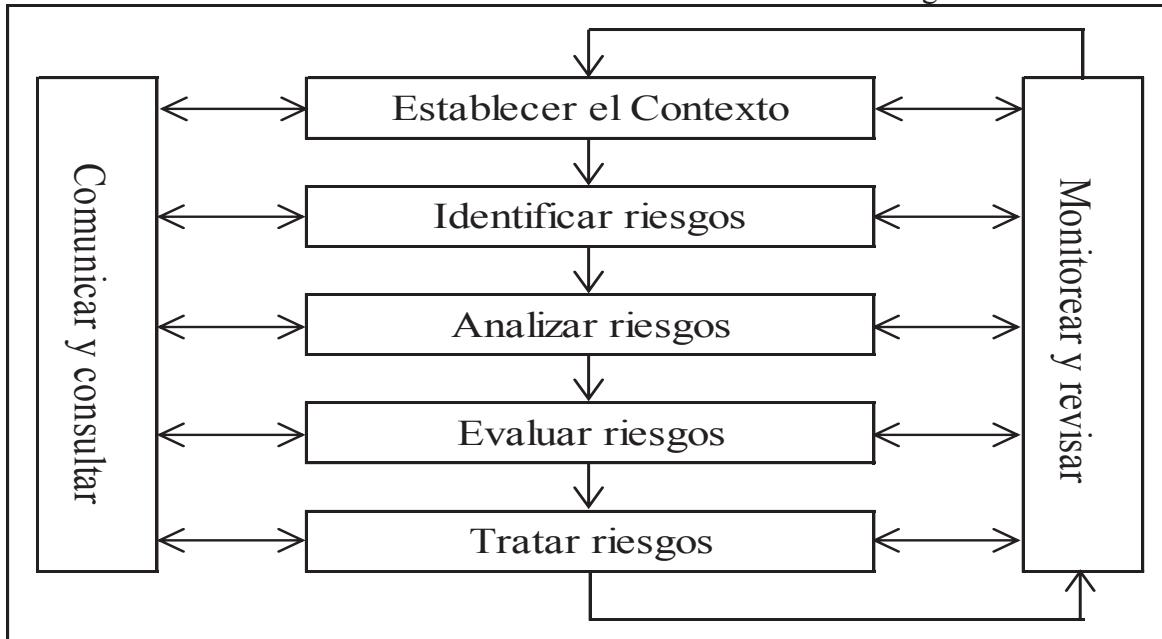 Establecer el Contexto
Identificar riesgos
Analizar riesgos
Evaluar riesgos
Tratar riesgos
Comunicar y consultar
Monitorear y revisar